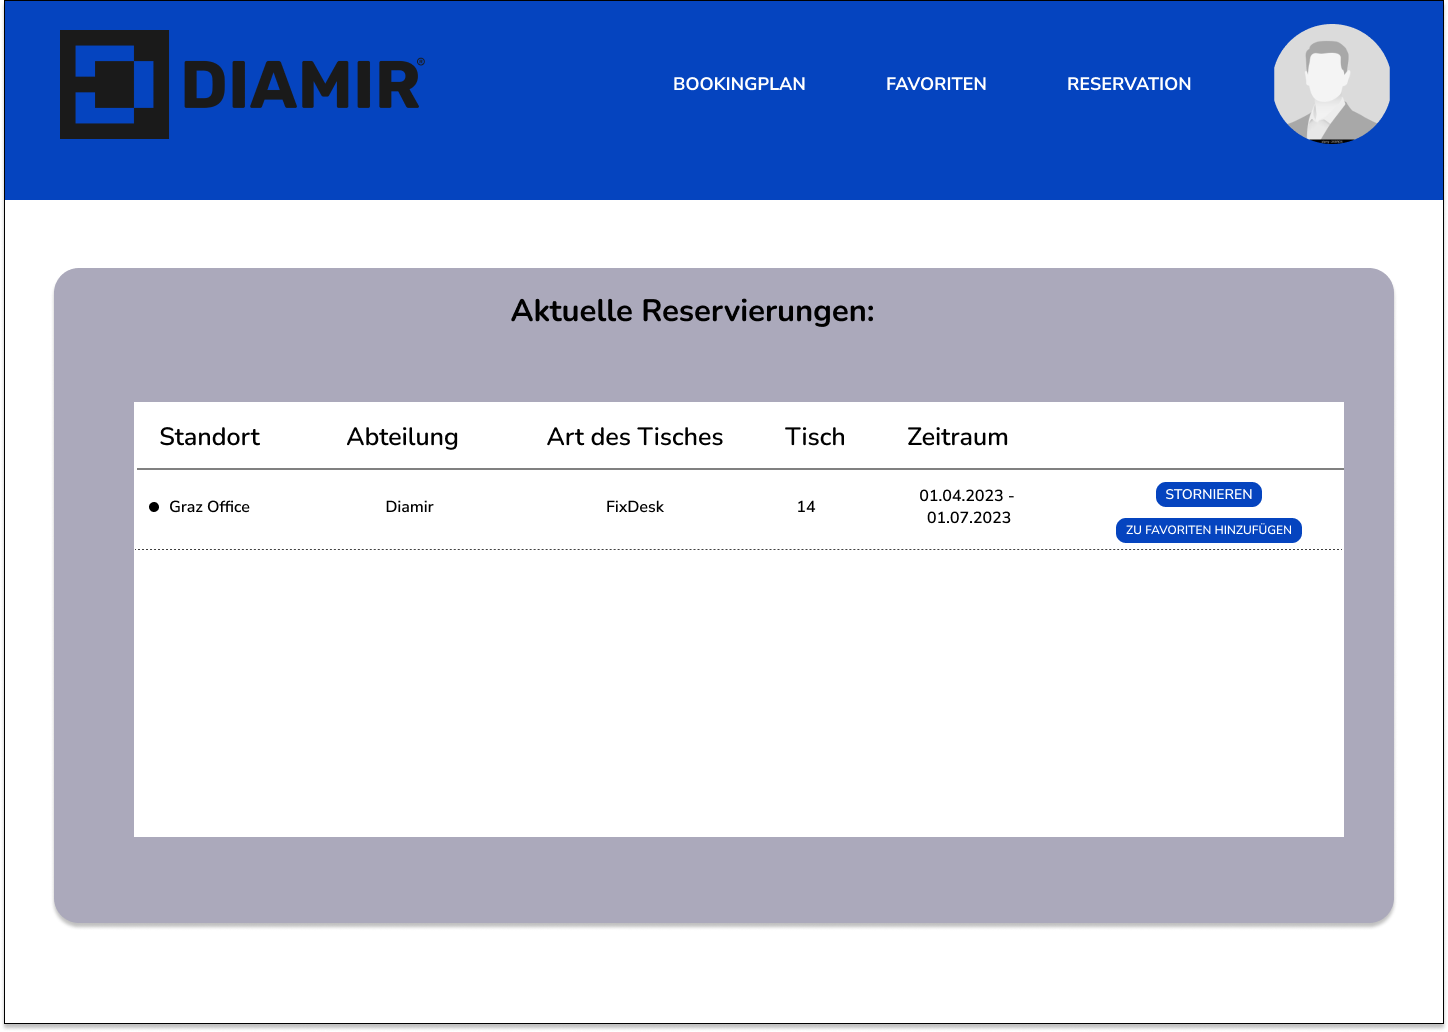 DIAMIR®
BOOKINGPLAN
FAVORITEN
RESERVATION
Aktuelle Reservierungen:
Standort Abteilung Art des Tisches Tisch Zeitraum
Graz Office Diamir FixDesk 14 01.04.2023 -
01.07.2023
STORNIEREN
ZU FAVORITEN HINZUFÜGEN